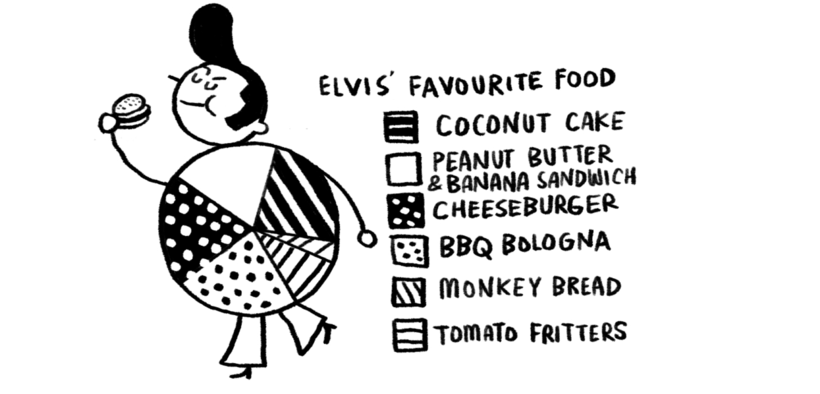 ELVIS' FAVOURITE FOOD
COCONUT CAKE
PEANUT BUTTER
& BANANA SANDWICH
CHEESEBURGER
BBQ BOLOGNA
MONKEY BREAD
TOMATO FRITTERS